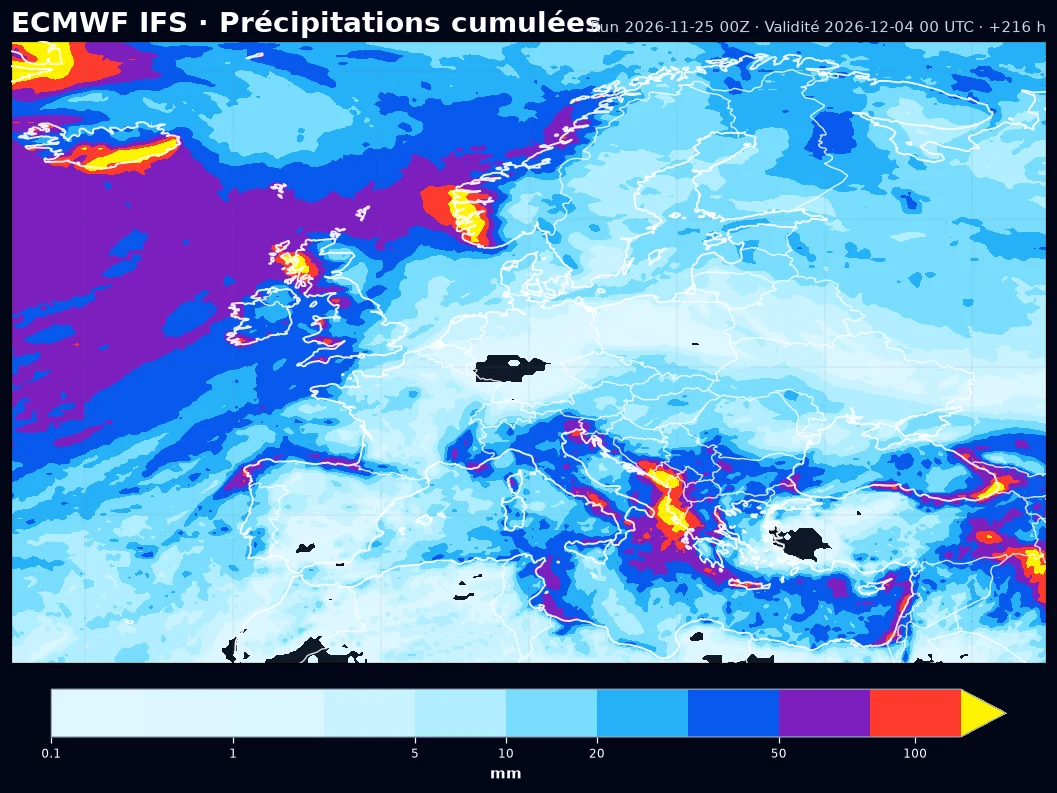 ECMWF IFS · Précipitations cumulées
Run 2026-11-25 00Z · Validité 2026-12-04 00 UTC · +216 h
0.1 1 5 10 20 50 100
mm